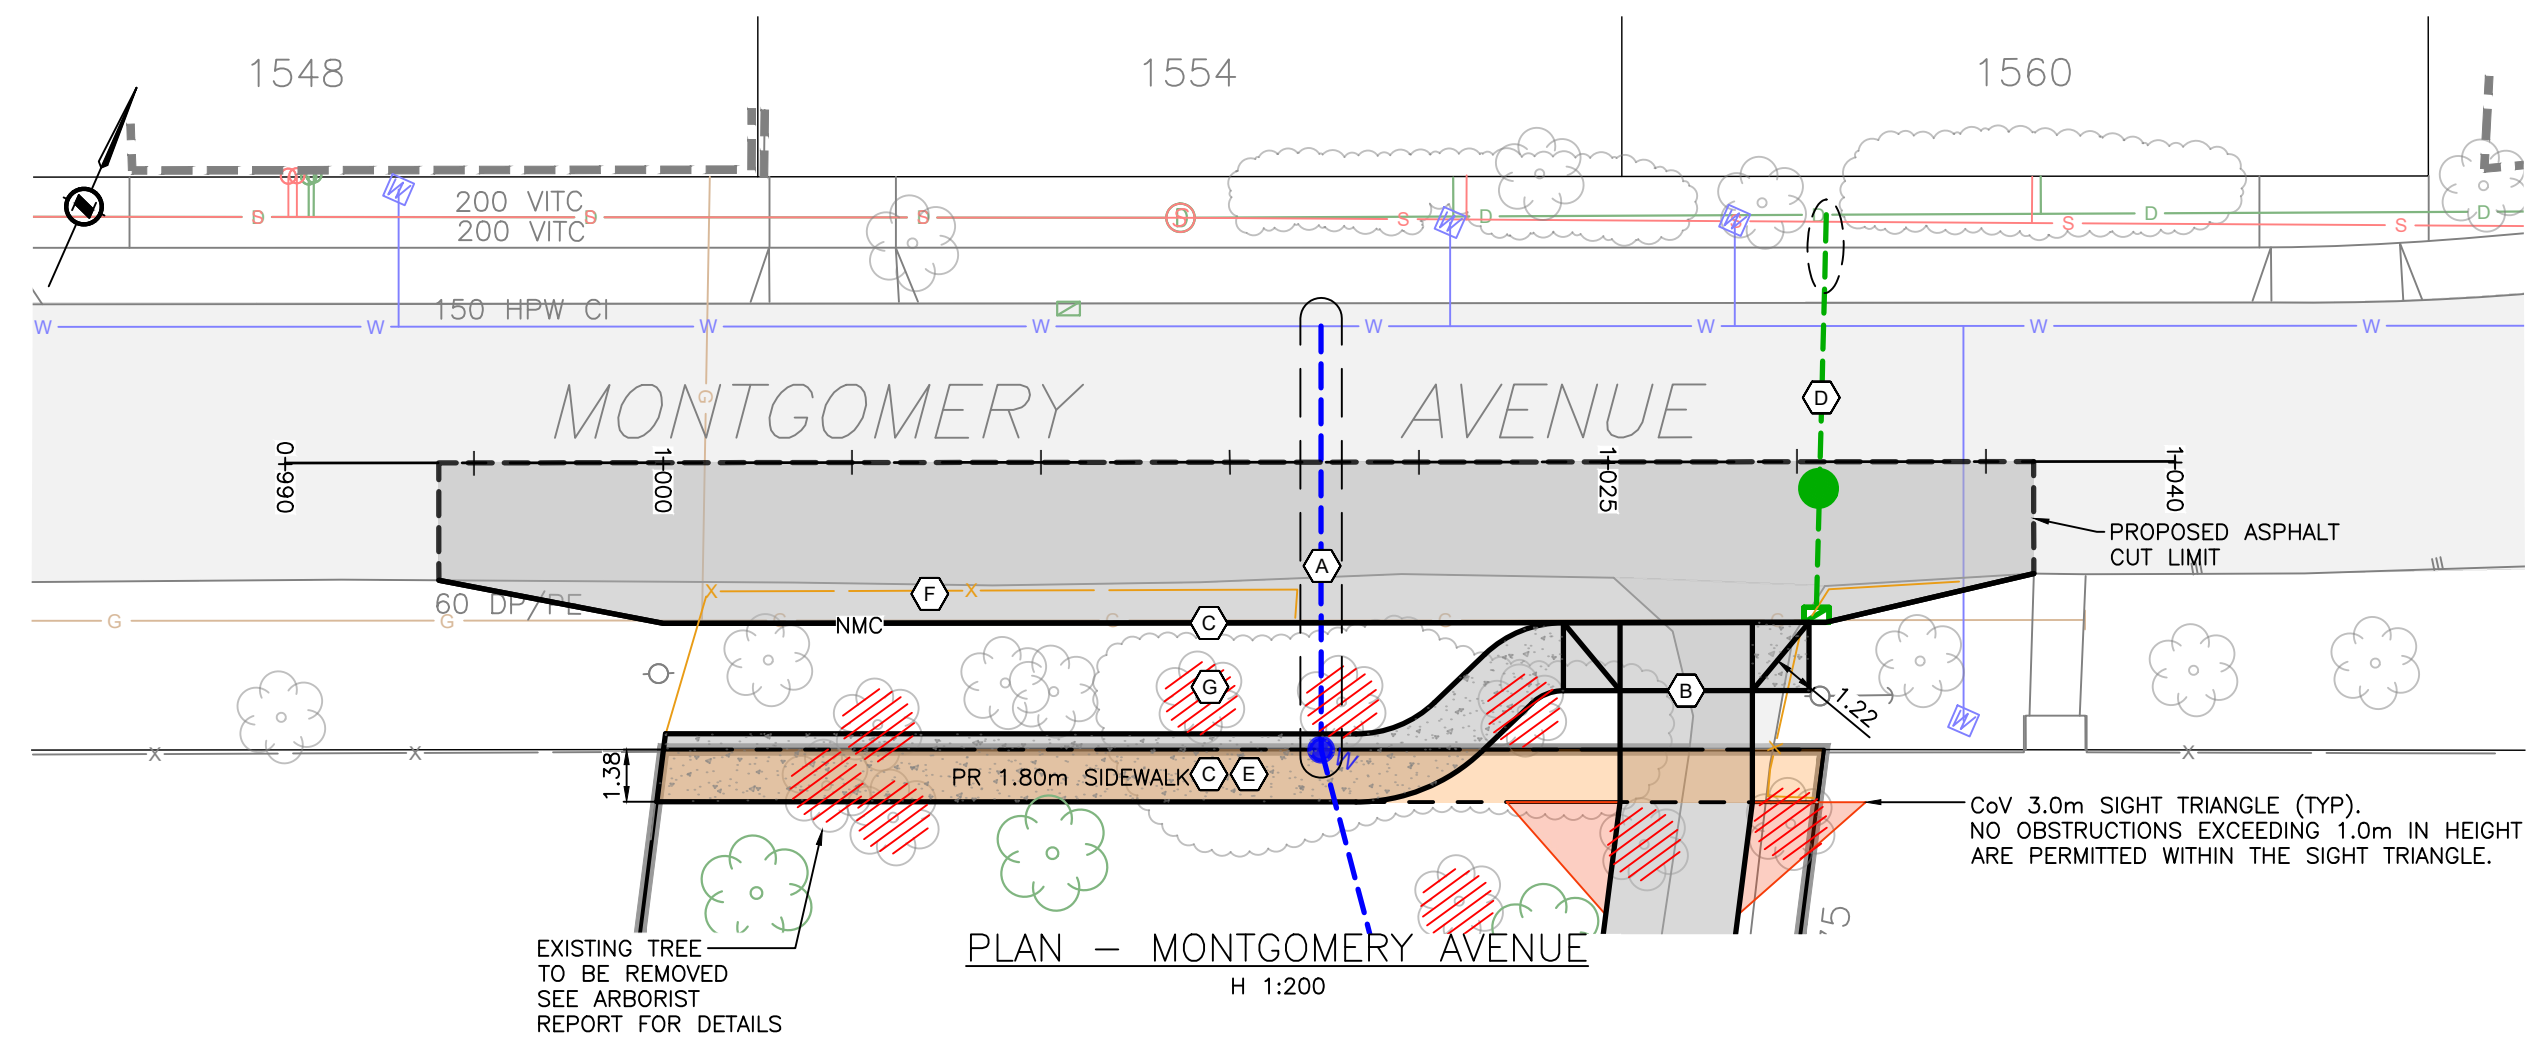 1548
1554
1560
W
W
W
200 VITC
200 VITC
D
S
D
S
D
S
D
S
S
D
D
S
D
S
D
S
150 HPW CI
W
W
W
W
W
W
W
W
G
D
MONTGOMERY AVENUE
0+990
1+000
1+025
1+040
PROPOSED ASPHALT
CUT LIMIT
A
X
F
X
60 DP/PE
G
G
G
G
G
G
NMC
C
G
B
1.22
W
X
X
X
X
W
1.38
PR 1.80m SIDEWALK
C
E
CoV 3.0m SIGHT TRIANGLE (TYP).
NO OBSTRUCTIONS EXCEEDING 1.0m IN HEIGHT
ARE PERMITTED WITHIN THE SIGHT TRIANGLE.
EXISTING TREE
TO BE REMOVED
SEE ARBORIST
REPORT FOR DETAILS
PLAN - MONTGOMERY AVENUE
H 1:200